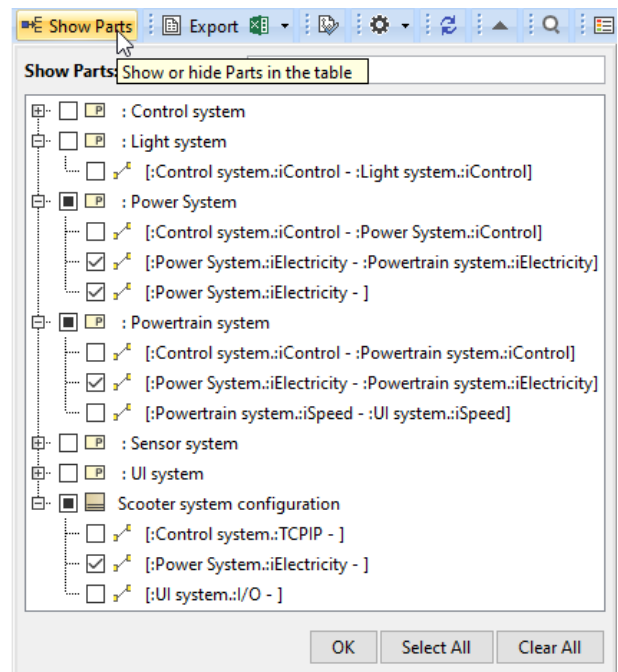 Show Parts Export
Show Parts:
Show or hide Parts in the table
P : Control system
P : Light system
[:Control system.:iControl - :Light system.:iControl]
P : Power System
[:Control system.:iControl - :Power System.:iControl]
[:Power System.:iElectricity - :Powertrain system.:iElectricity]
[:Power System.:iElectricity - ]
P : Powertrain system
[:Control system.:iControl - :Powertrain system.:iControl]
[:Power System.:iElectricity - :Powertrain system.:iElectricity]
[:Powertrain system.:iSpeed - :UI system.:iSpeed]
P : Sensor system
P : UI system
Scooter system configuration
[:Control system.:TCPIP - ]
[:Power System.:iElectricity - ]
[:UI system.:I/O - ]
OK Select All Clear All